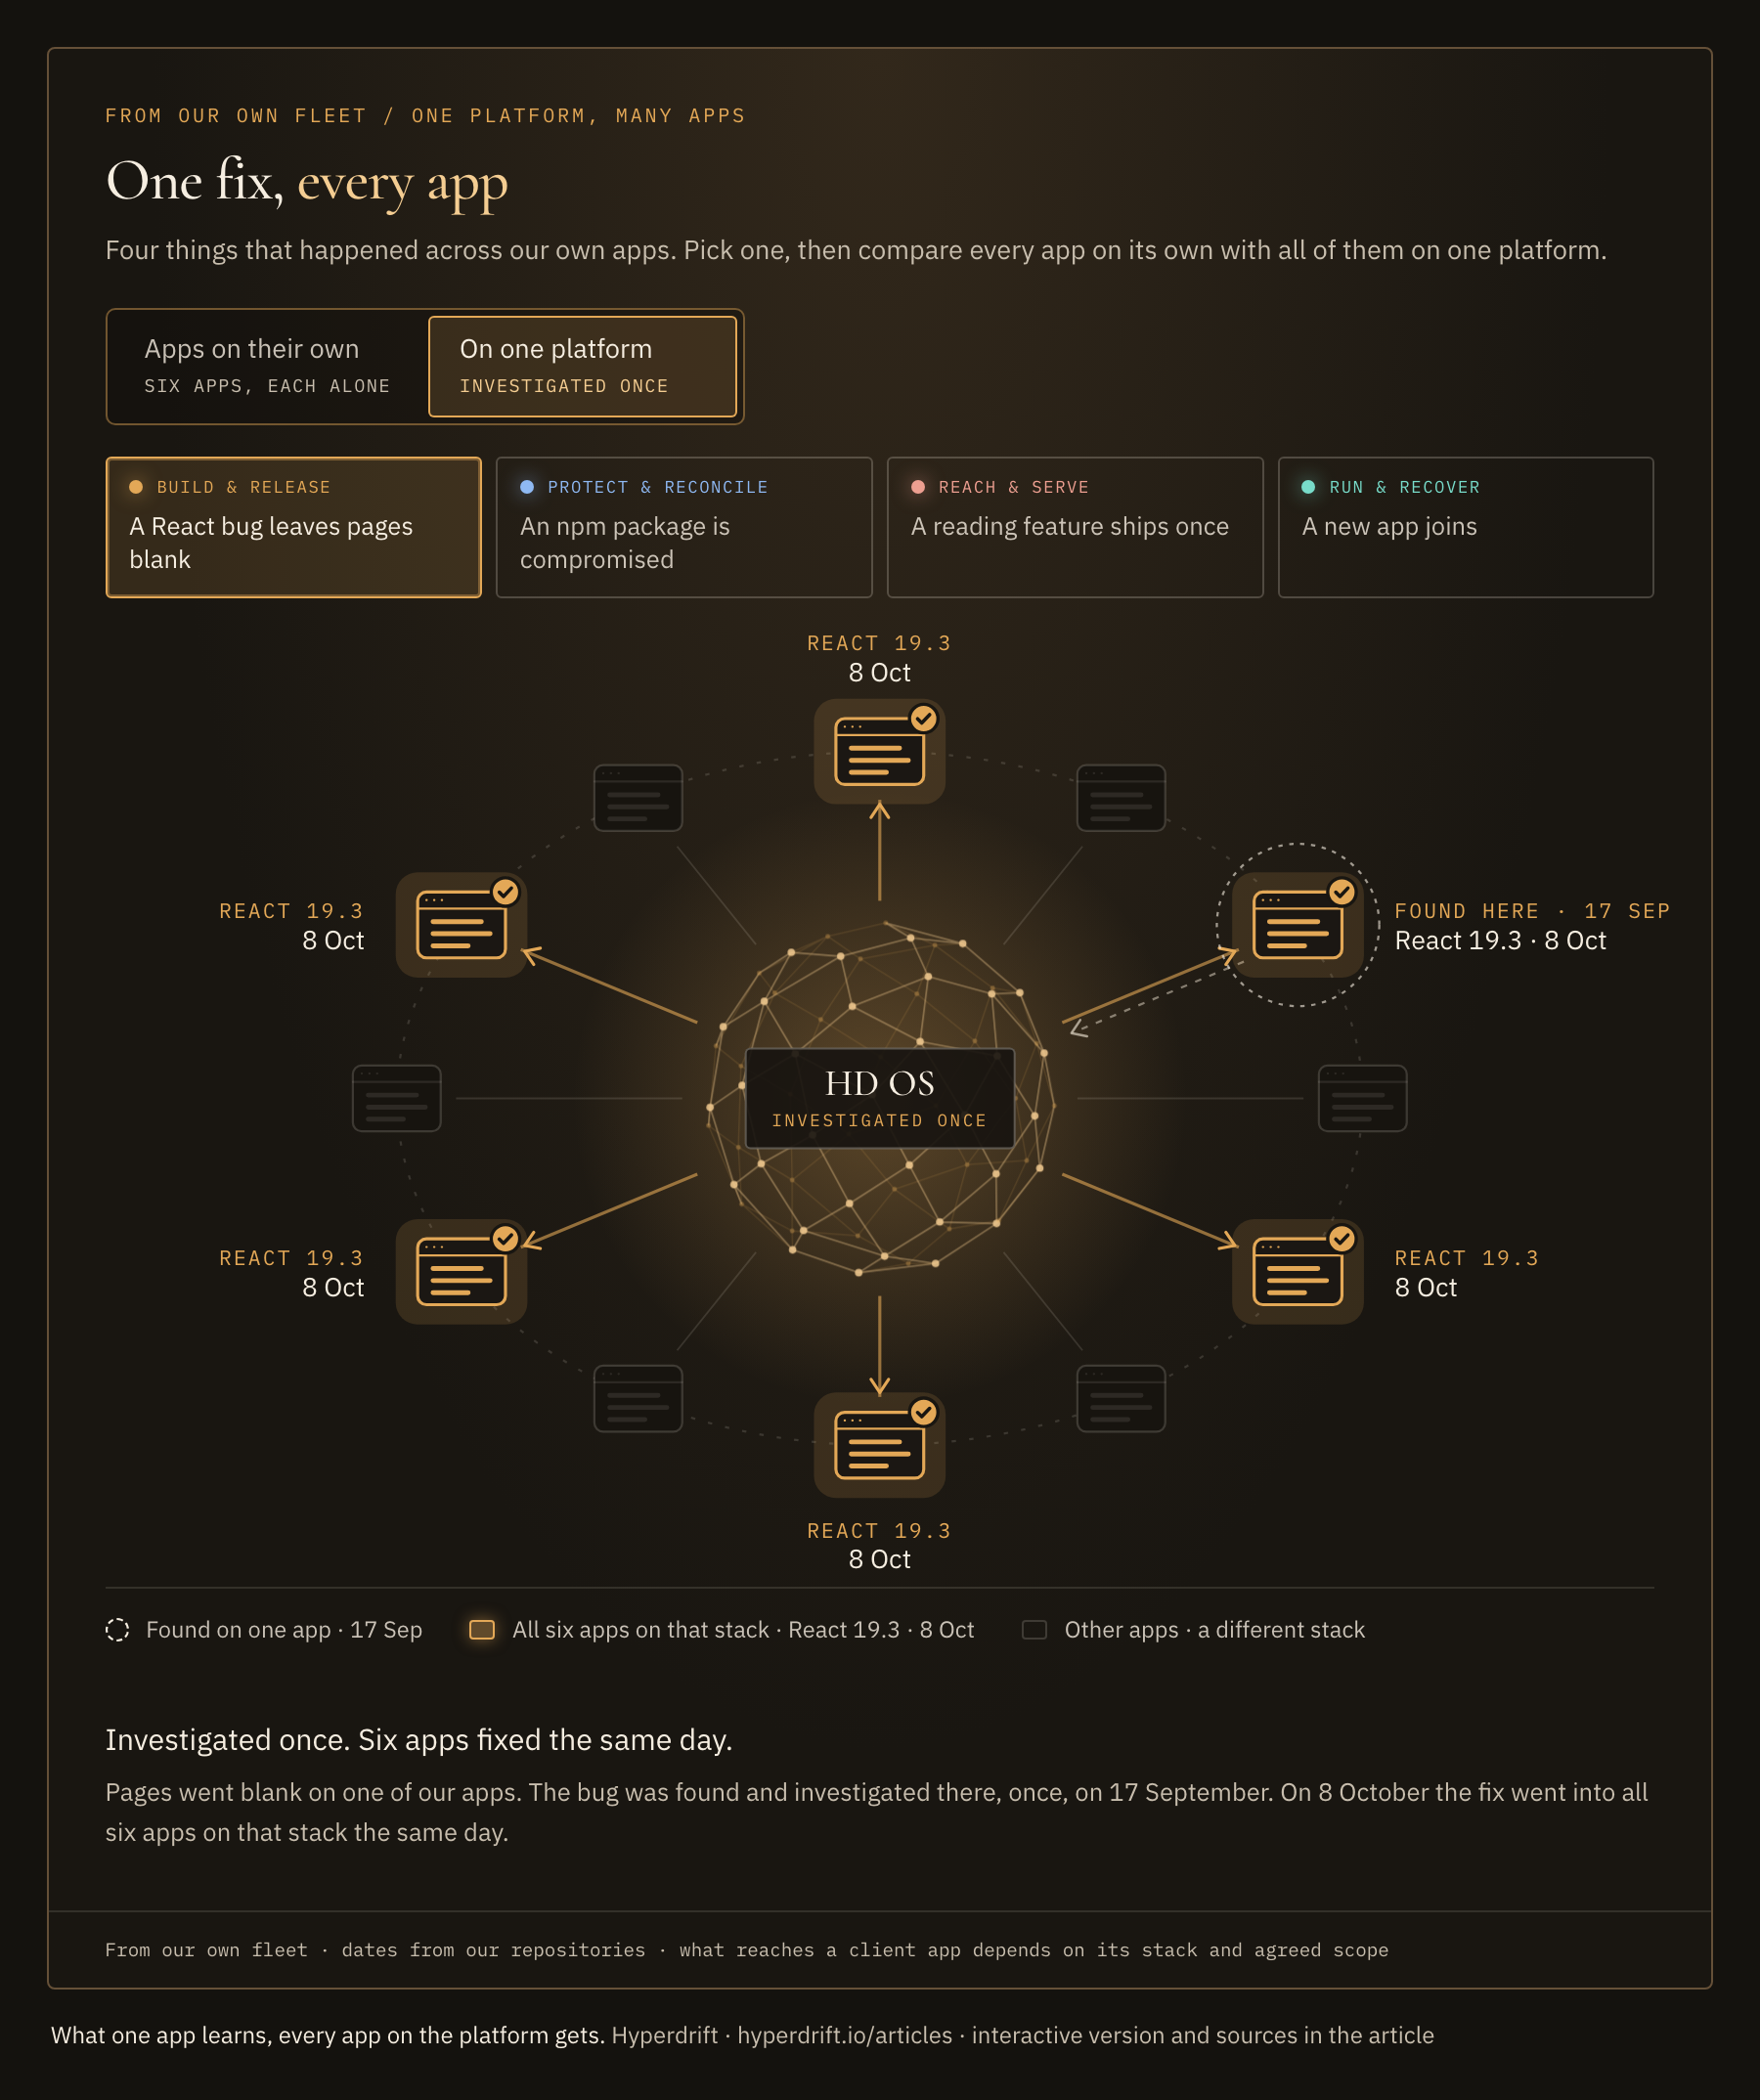 FROM OUR OWN FLEET / ONE PLATFORM, MANY APPS
One fix, every app
Four things that happened across our own apps. Pick one, then compare every app on its own with all of them on one platform.
Apps on their own
SIX APPS, EACH ALONE
On one platform
INVESTIGATED ONCE
BUILD & RELEASE
A React bug leaves pages
blank
PROTECT & RECONCILE
An npm package is
compromised
REACH & SERVE
A reading feature ships once
RUN & RECOVER
A new app joins
REACT 19.3
8 Oct
REACT 19.3
8 Oct
FOUND HERE · 17 SEP
React 19.3 · 8 Oct
HD OS
INVESTIGATED ONCE
REACT 19.3
8 Oct
REACT 19.3
8 Oct
REACT 19.3
8 Oct
Found on one app · 17 Sep
All six apps on that stack · React 19.3 · 8 Oct
Other apps · a different stack
Investigated once. Six apps fixed the same day.
Pages went blank on one of our apps. The bug was found and investigated there, once, on 17 September. On 8 October the fix went into all
six apps on that stack the same day.
From our own fleet · dates from our repositories · what reaches a client app depends on its stack and agreed scope
What one app learns, every app on the platform gets. Hyperdrift · hyperdrift.io/articles · interactive version and sources in the article